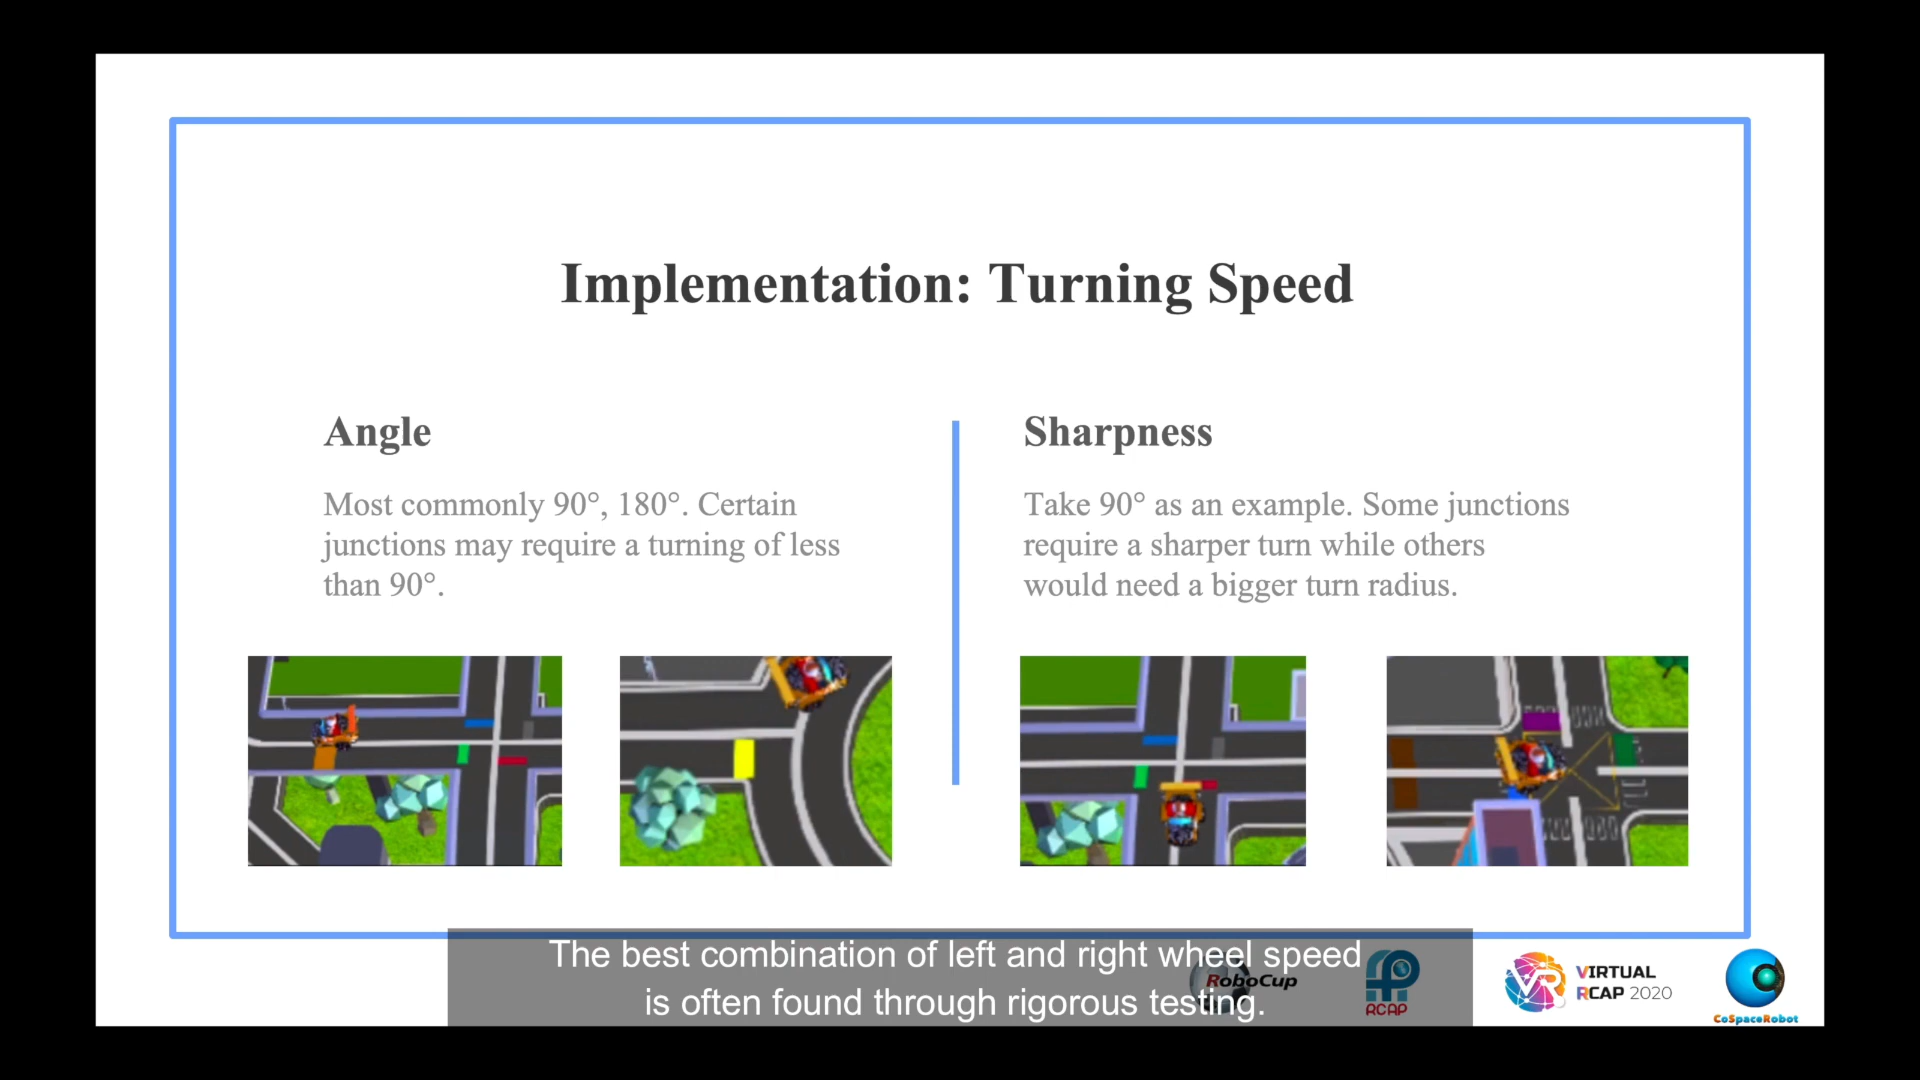 Implementation: Turning Speed
Angle
Most commonly 90°, 180°. Certain
junctions may require a turning of less
than 90°.
Sharpness
Take 90° as an example. Some junctions
require a sharper turn while others
would need a bigger turn radius.
The best combination of left and right wheel speed
is often found through rigorous testing.
RoboCup
RCAP
VR
VIRTUAL
RCAP 2020
CoSpaceRobot